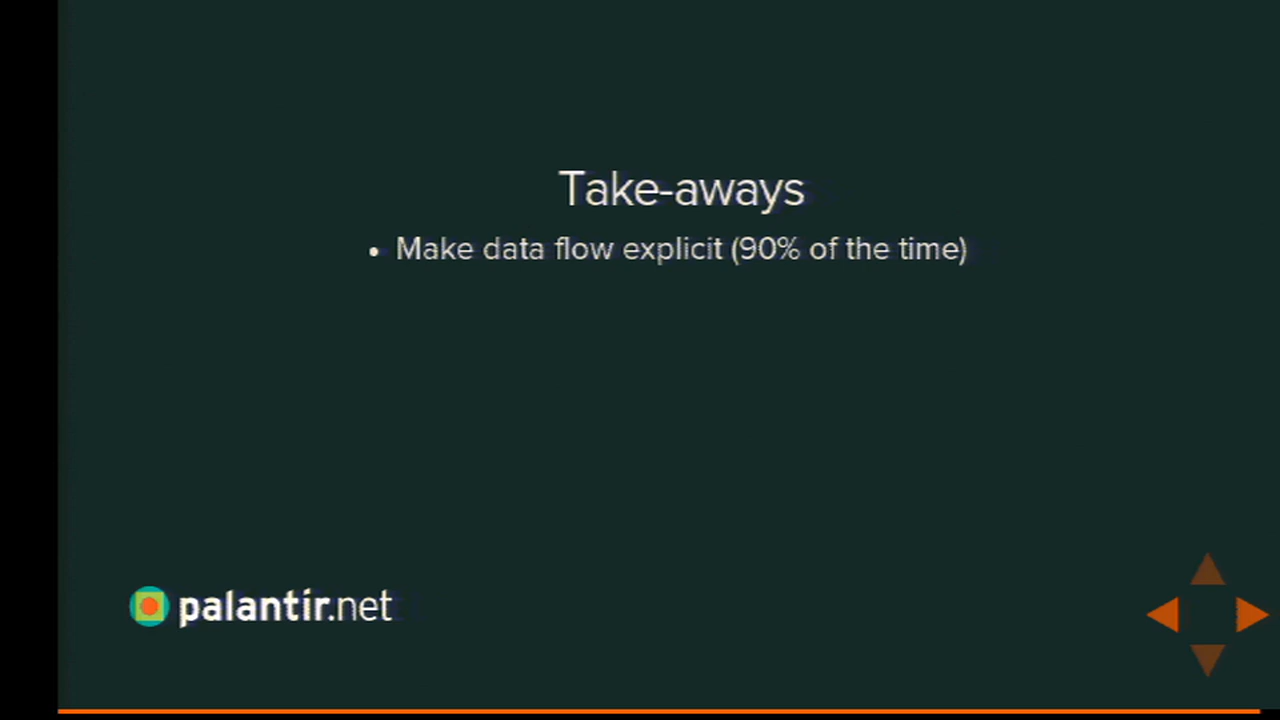 Take-aways
• Make data flow explicit (90% of the time)
palantir.net